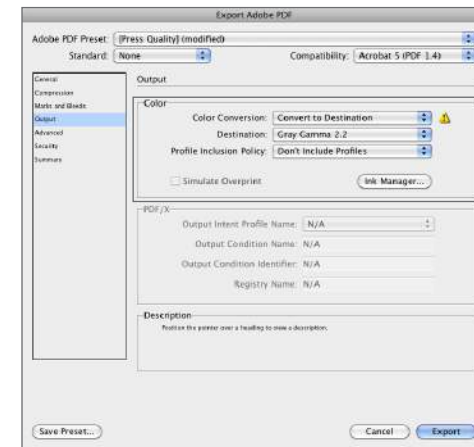 Export Adobe PDF
Adobe PDF Preset: [Press Quality] (modified)
Standard: None Compatibility: Acrobat 5 (PDF 1.4)
General
Compression
Marks and Bleeds
Output
Advanced
Security
Summary
Output
Color
Color Conversion: Convert to Destination
Destination: Gray Gamma 2.2
Profile Inclusion Policy: Don't Include Profiles
Simulate Overprint Ink Manager...
PDF/X
Output Intent Profile Name: N/A
Output Condition Name: N/A
Output Condition Identifier: N/A
Registry Name: N/A
Description
Position the pointer over a heading to view a description.
Save Preset... Cancel Export